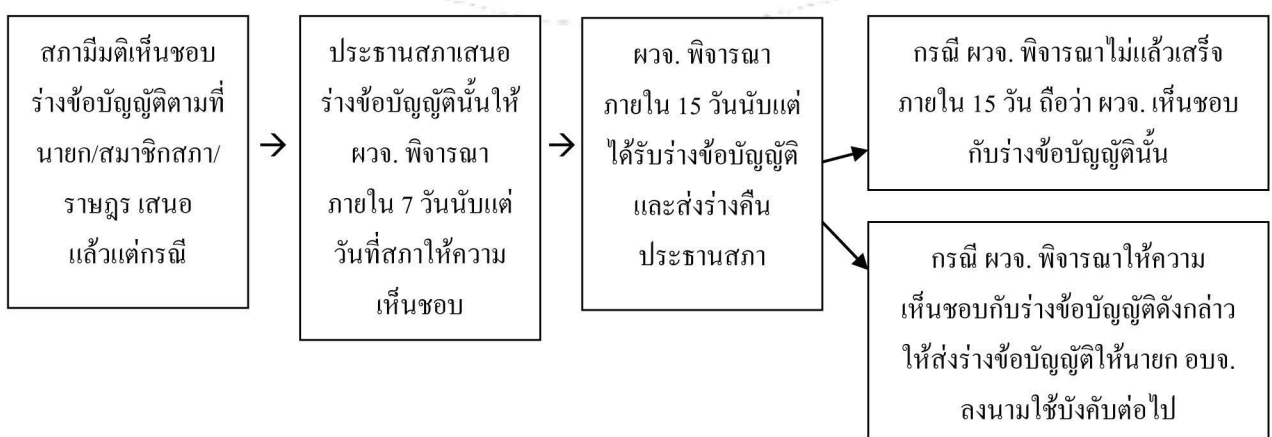 สภามีมติเห็นชอบ
ร่างข้อบัญญัติตามที่
นายก/สมาชิกสภา/
ราษฎร เสนอ
แล้วแต่กรณี
→
ประธานสภาเสนอ
ร่างข้อบัญญัตินั้นให้
ผวจ. พิจารณา
ภายใน 7 วันนับแต่
วันที่สภาให้ความ
เห็นชอบ
→
ผวจ. พิจารณา
ภายใน 15 วันนับแต่
ได้รับร่างข้อบัญญัติ
และส่งร่างคืน
ประธานสภา
กรณี ผวจ. พิจารณาไม่แล้วเสร็จ
ภายใน 15 วัน ถือว่า ผวจ. เห็นชอบ
กับร่างข้อบัญญัตินั้น
กรณี ผวจ. พิจารณาให้ความ
เห็นชอบกับร่างข้อบัญญัติดังกล่าว
ให้ส่งร่างข้อบัญญัติให้นายก อบจ.
ลงนามใช้บังคับต่อไป